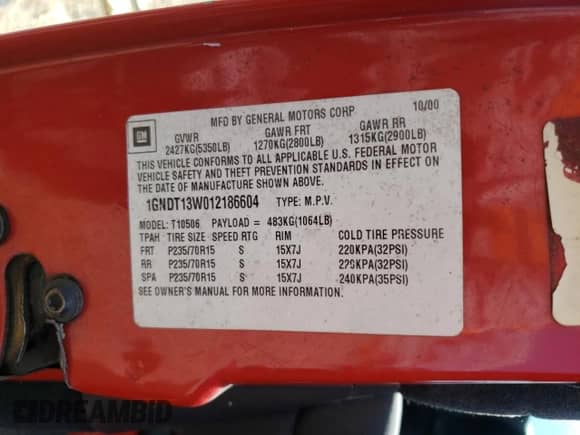 MFD BY GENERAL MOTORS CORP 10/00
GM
GVWR GAWR FRT GAWR RR
2427KG(5350LB) 1270KG(2800LB) 1315KG(2900LB)
THIS VEHICLE CONFORMS TO ALL APPLICABLE U.S. FEDERAL MOTOR
VEHICLE SAFETY AND THEFT PREVENTION STANDARDS IN EFFECT ON
THE DATE OF MANUFACTURE SHOWN ABOVE.
1GNDT13W012186604 TYPE: M.P.V.
MODEL: T10506 PAYLOAD = 483KG(1064LB)
TPAH TIRE SIZE SPEED RTG RIM COLD TIRE PRESSURE
FRT P235/70R15 S 15X7J 220KPA(32PSI)
RR P235/70R15 S 15X7J 220KPA(32PSI)
SPA P235/70R15 S 15X7J 240KPA(35PSI)
SEE OWNER'S MANUAL FOR MORE INFORMATION.
DREAMBID